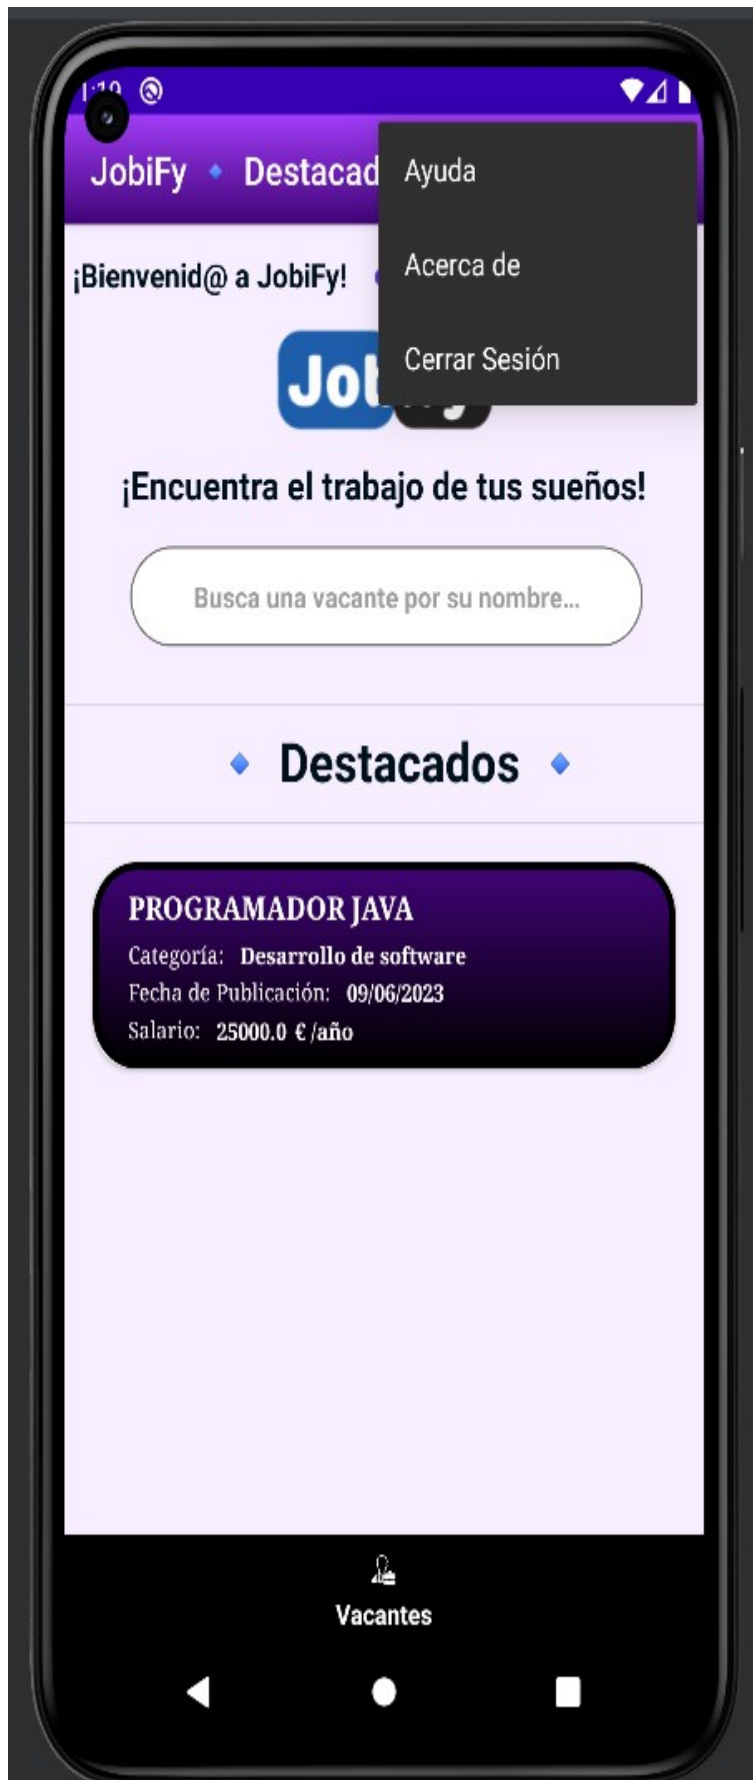 JobiFy 🔹 Destacad
Ayuda
¡Bienvenid@ a JobiFy!
Acerca de
Cerrar Sesión
¡Encuentra el trabajo de tus sueños!
Busca una vacante por su nombre...
🔹 Destacados 🔹
PROGRAMADOR JAVA
Categoría: Desarrollo de software
Fecha de Publicación: 09/06/2023
Salario: 25000.0 €/año
Vacantes